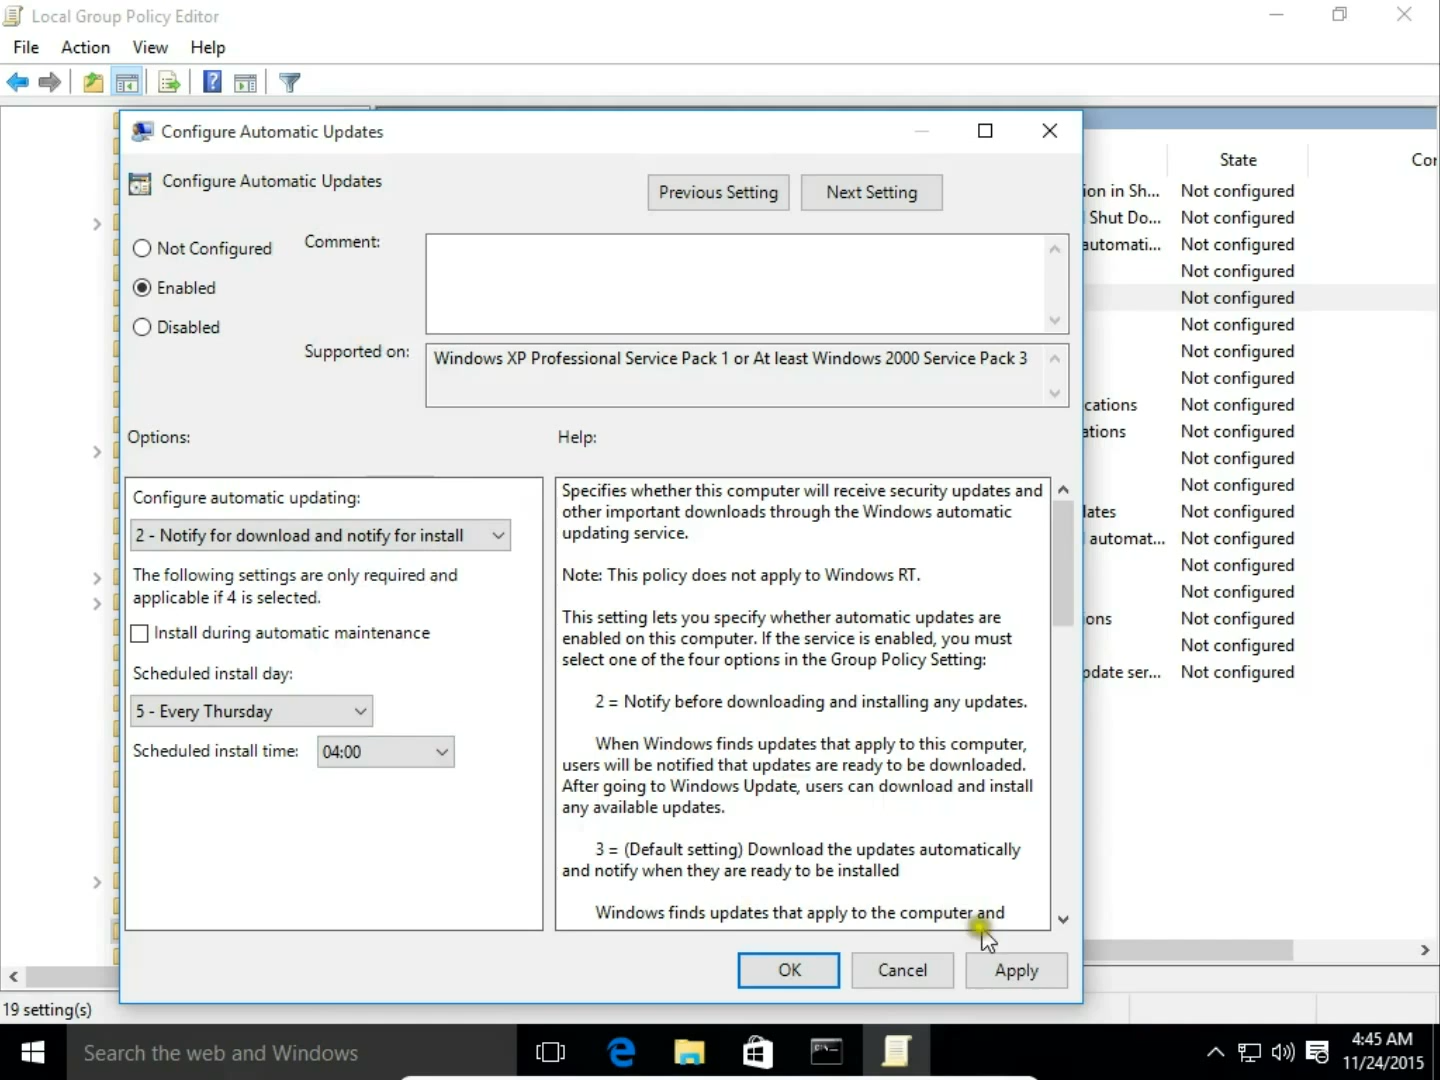 Local Group Policy Editor
File Action View Help
Configure Automatic Updates
Configure Automatic Updates
Previous Setting Next Setting
Not Configured
Enabled
Disabled
Comment:
Supported on:
Windows XP Professional Service Pack 1 or At least Windows 2000 Service Pack 3
Options:
Help:
Configure automatic updating:
2 - Notify for download and notify for install
The following settings are only required and
applicable if 4 is selected.
Install during automatic maintenance
Scheduled install day:
5 - Every Thursday
Scheduled install time: 04:00
Specifies whether this computer will receive security updates and
other important downloads through the Windows automatic
updating service.
Note: This policy does not apply to Windows RT.
This setting lets you specify whether automatic updates are
enabled on this computer. If the service is enabled, you must
select one of the four options in the Group Policy Setting:
2 = Notify before downloading and installing any updates.
When Windows finds updates that apply to this computer,
users will be notified that updates are ready to be downloaded.
After going to Windows Update, users can download and install
any available updates.
3 = (Default setting) Download the updates automatically
and notify when they are ready to be installed
Windows finds updates that apply to the computer and
OK Cancel Apply
State Cor
ion in Sh... Not configured
Shut Do... Not configured
automati... Not configured
Not configured
Not configured
Not configured
Not configured
Not configured
cations Not configured
ations Not configured
Not configured
Not configured
lates Not configured
automat... Not configured
Not configured
Not configured
ons Not configured
Not configured
pdate ser... Not configured
19 setting(s)
Search the web and Windows
4:45 AM
11/24/2015